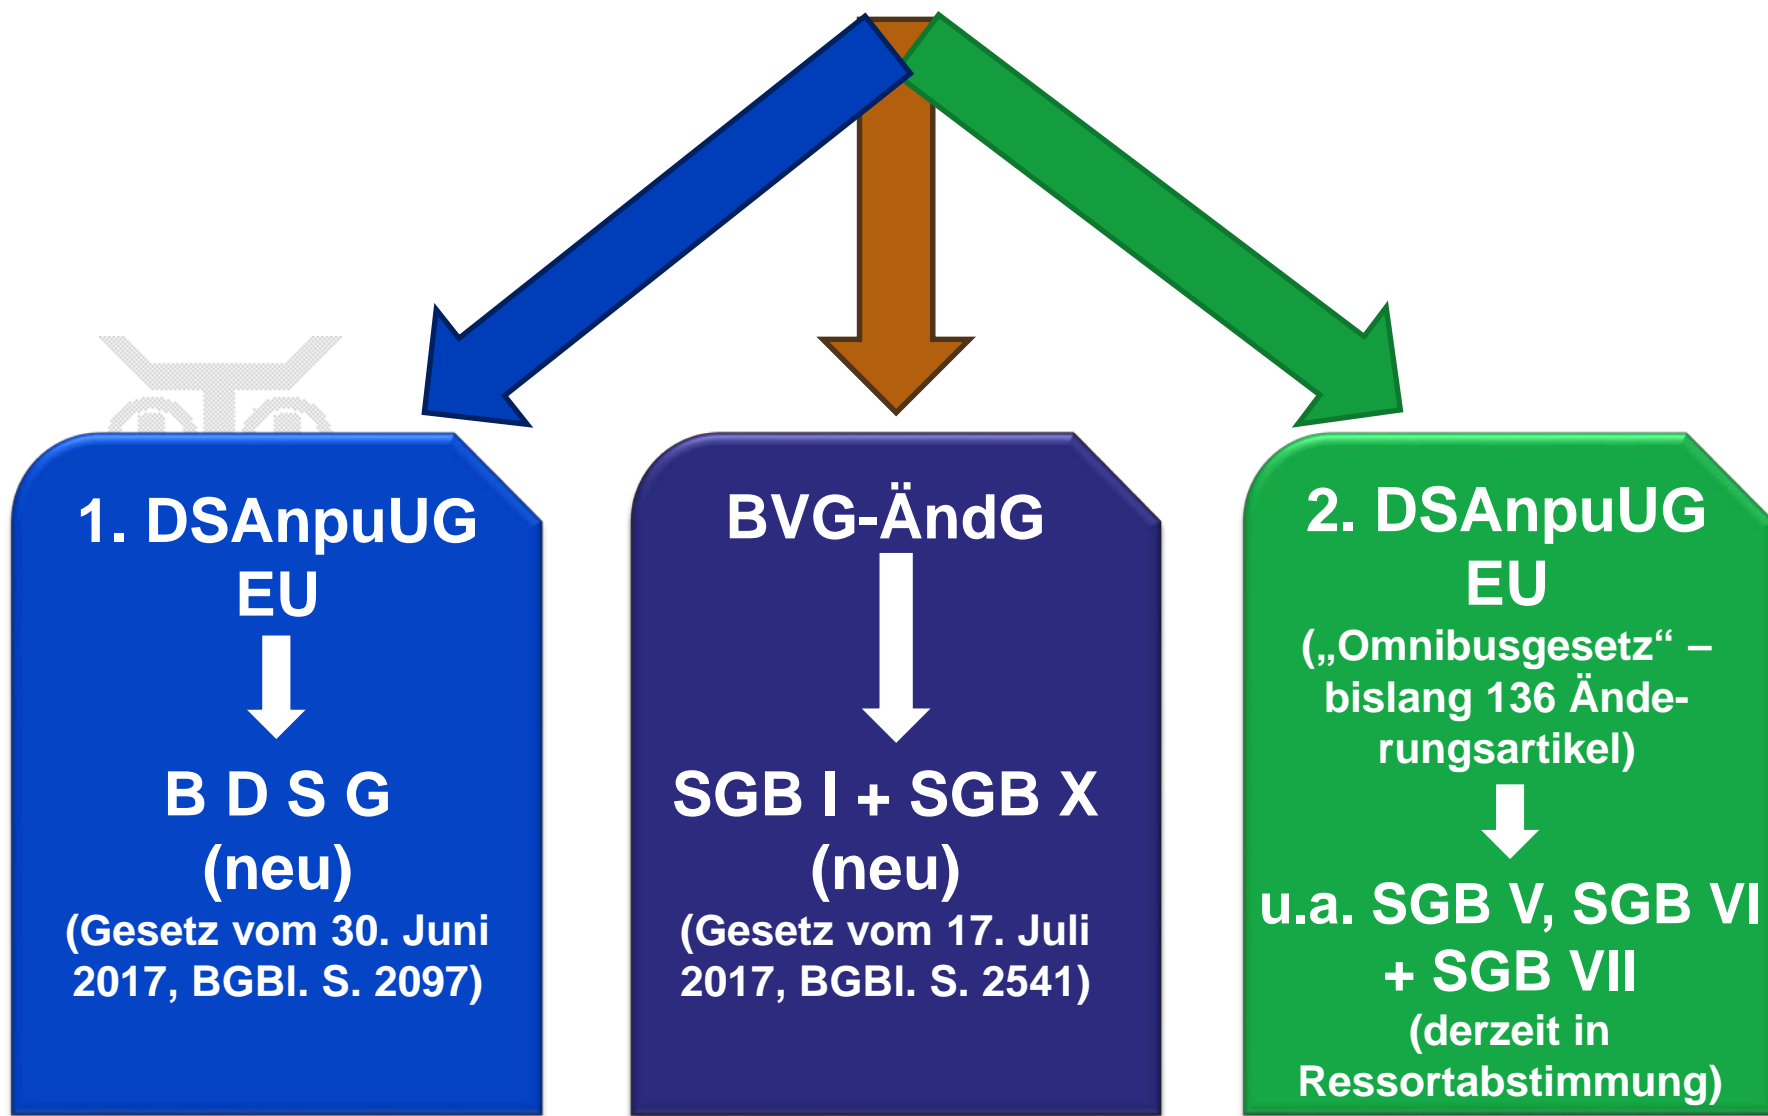 1. DSAnpuUG
EU
B D S G
(neu)
(Gesetz vom 30. Juni
2017, BGBl. S. 2097)
BVG-ÄndG
SGB I + SGB X
(neu)
(Gesetz vom 17. Juli
2017, BGBl. S. 2541)
2. DSAnpuUG
EU
(„Omnibusgesetz“ –
bislang 136 Ände-
rungsartikel)
u.a. SGB V, SGB VI
+ SGB VII
(derzeit in
Ressortabstimmung)